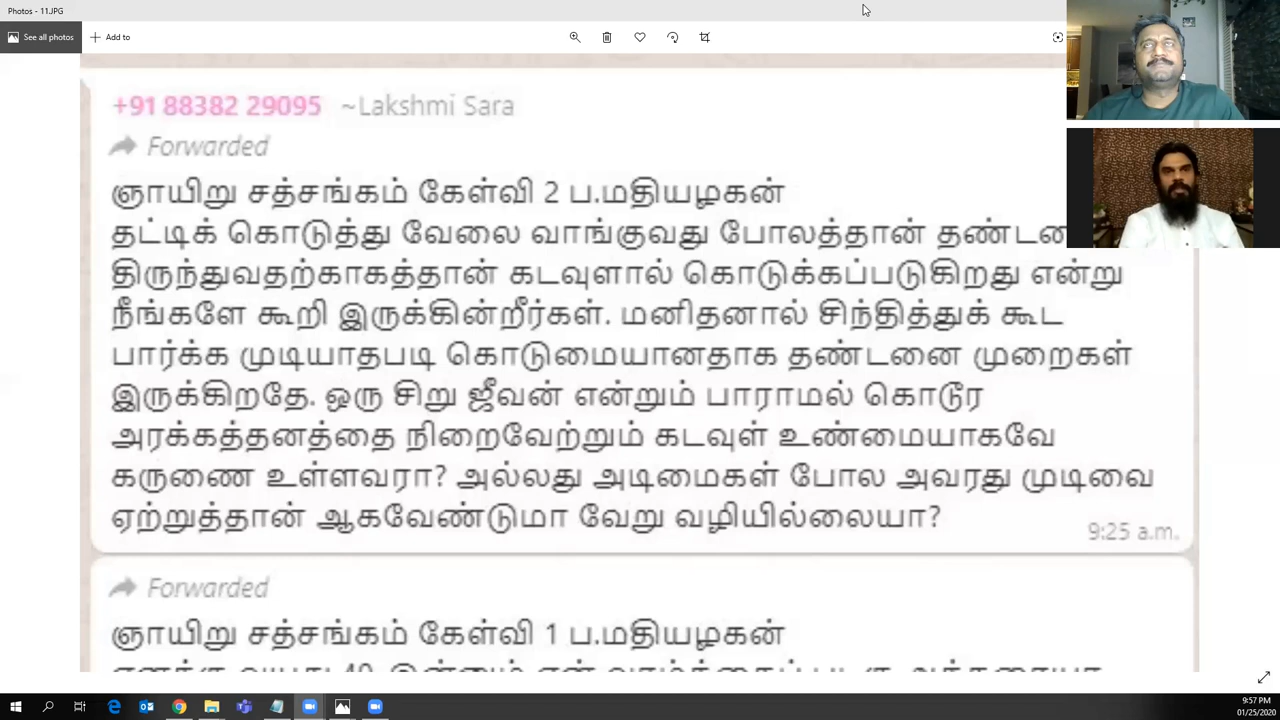 Photos - 11.JPG
See all photos
Add to
+91 88382 29095 ~Lakshmi Sara
Forwarded
ஞாயிறு சத்சங்கம் கேள்வி 2 ப.மதியழகன்
தட்டிக் கொடுத்து வேலை வாங்குவது போலத்தான்
திருந்துவதற்காகத்தான் கடவுளால் கொடுக்கப்படுகிறது என்று
நீங்களே கூறி இருக்கின்றீர்கள். மனிதனால் சிந்தித்துக் கூட
பார்க்க முடியாதபடி கொடுமையானதாக தண்டனை முறைகள்
இருக்கிறதே. ஒரு சிறு ஜீவன் என்றும் பாராமல் கொடூர
அரக்கத்தனத்தை நிறைவேற்றும் கடவுள் உண்மையாகவே
கருணை உள்ளவரா? அல்லது அடிமைகள் போல அவரது முடிவை
ஏற்றுத்தான் ஆகவேண்டுமா வேறு வழியில்லையா?
9:25 a.m.
Forwarded
ஞாயிறு சத்சங்கம் கேள்வி 1 ப.மதியழகன்
9:57 PM
01/25/2020